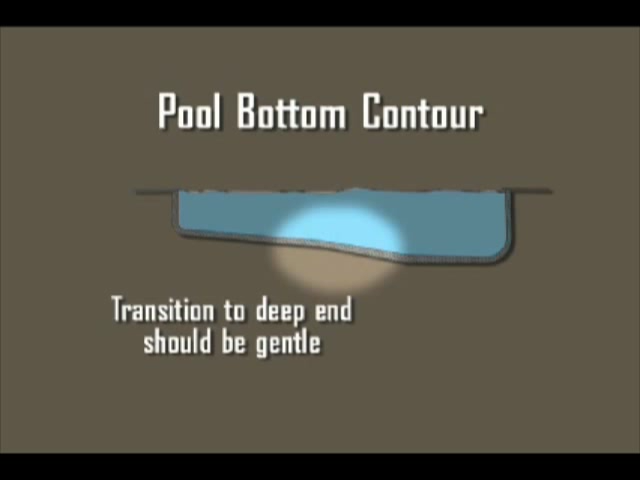 Pool Bottom Contour
Transition to deep end
should be gentle